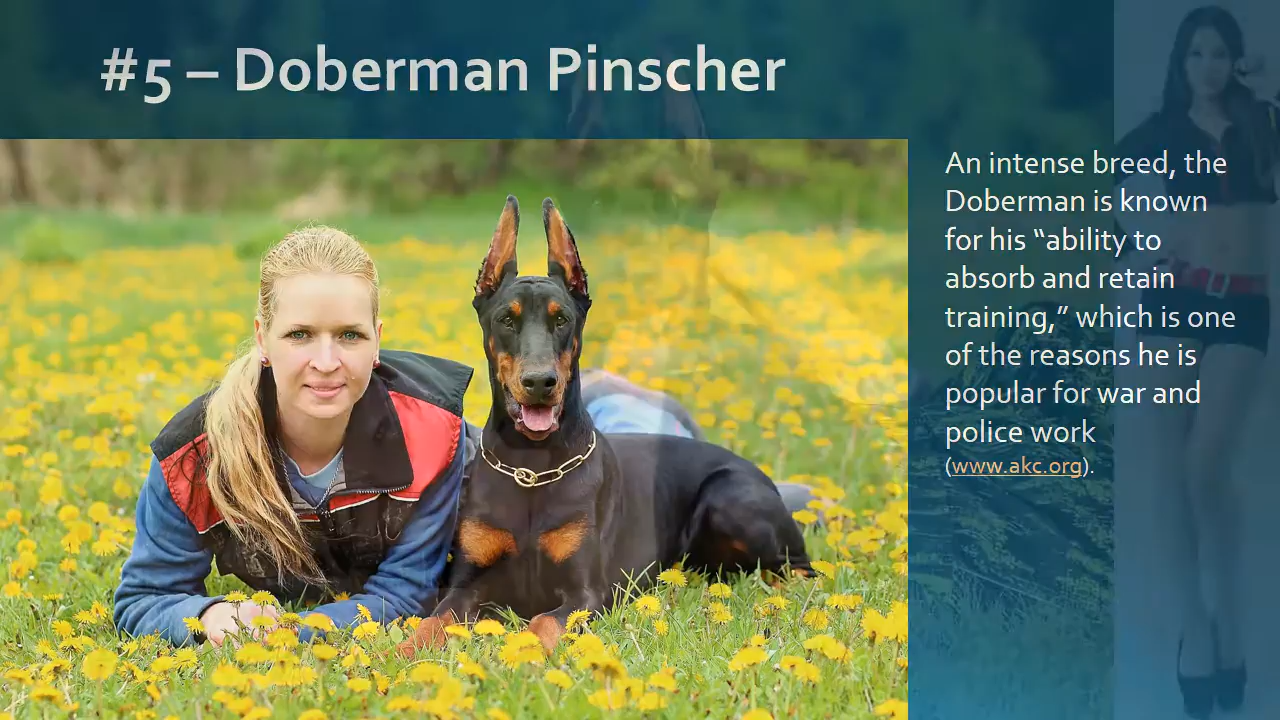 #5 – Doberman Pinscher
An intense breed, the
Doberman is known
for his “ability to
absorb and retain
training,” which is one
of the reasons he is
popular for war and
police work
(www.akc.org).